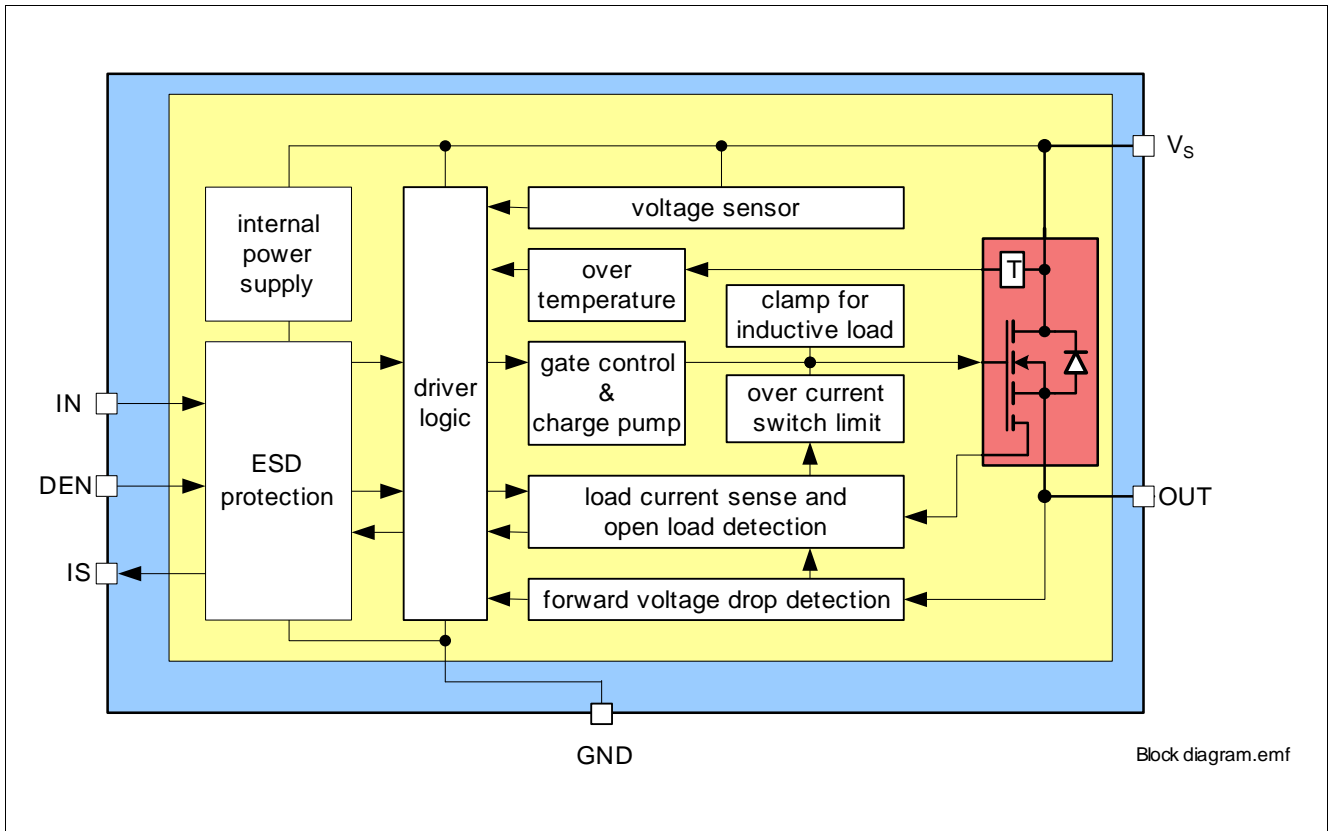 V_S
voltage sensor
internal
power
supply
over
temperature
T
clamp for
inductive load
gate control
&
charge pump
driver
logic
over current
switch limit
IN
ESD
protection
DEN
load current sense and
open load detection
OUT
IS
forward voltage drop detection
GND
Block diagram.emf